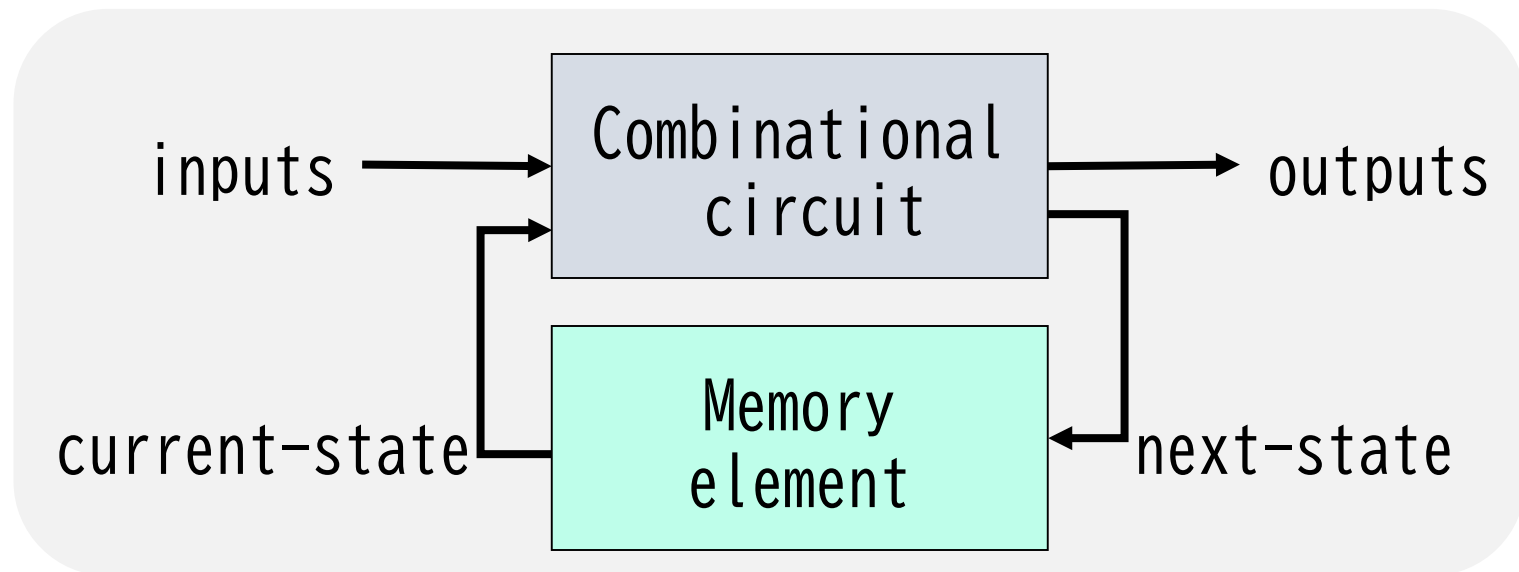 inputs
Combinational
circuit
outputs
current-state
Memory
element
next-state